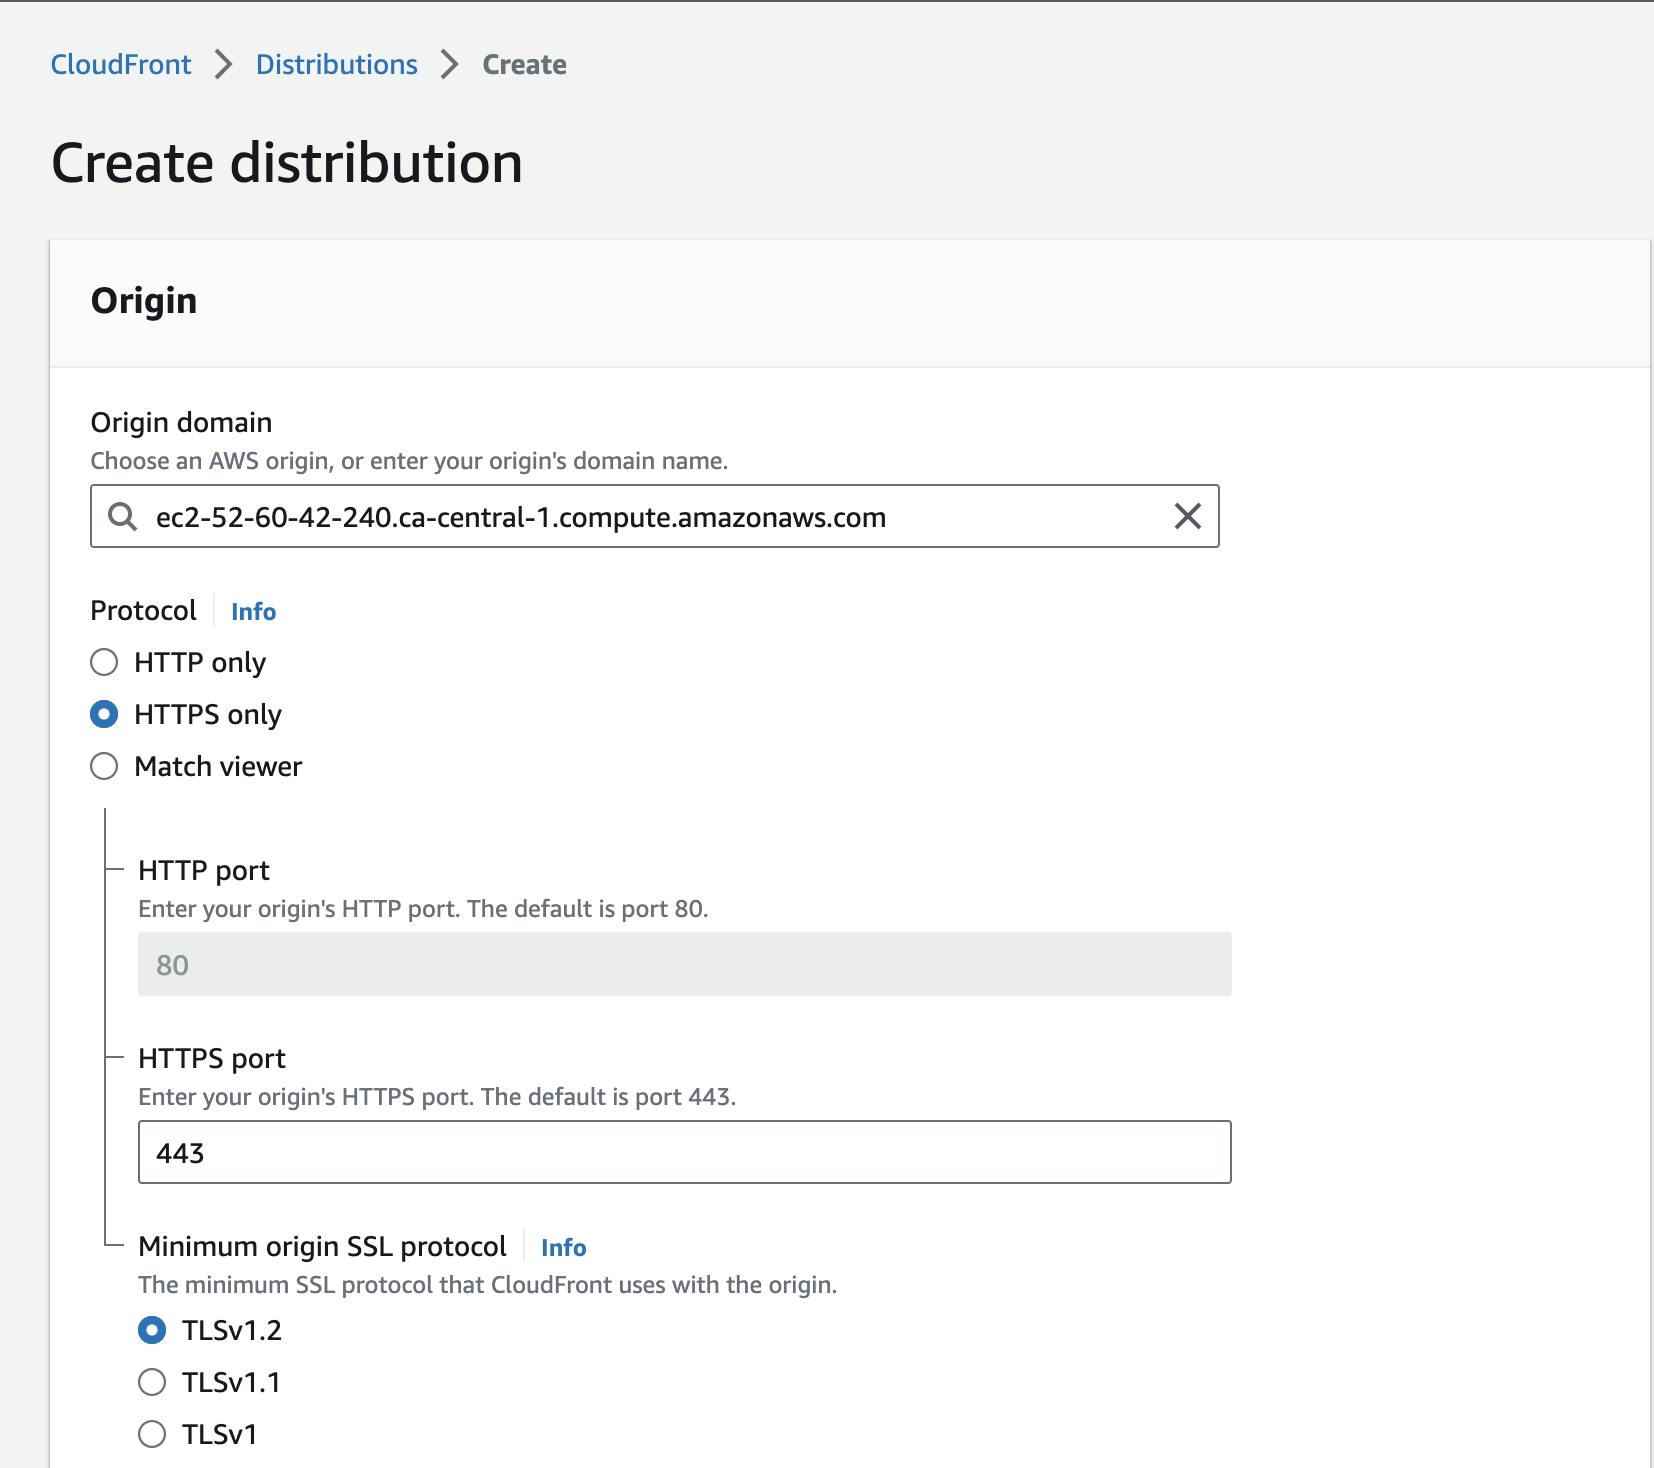 CloudFront > Distributions > Create
Create distribution
Origin
Origin domain
Choose an AWS origin, or enter your origin's domain name.
ec2-52-60-42-240.ca-central-1.compute.amazonaws.com
Protocol Info
HTTP only
HTTPS only
Match viewer
HTTP port
Enter your origin's HTTP port. The default is port 80.
80
HTTPS port
Enter your origin's HTTPS port. The default is port 443.
443
Minimum origin SSL protocol Info
The minimum SSL protocol that CloudFront uses with the origin.
TLSv1.2
TLSv1.1
TLSv1